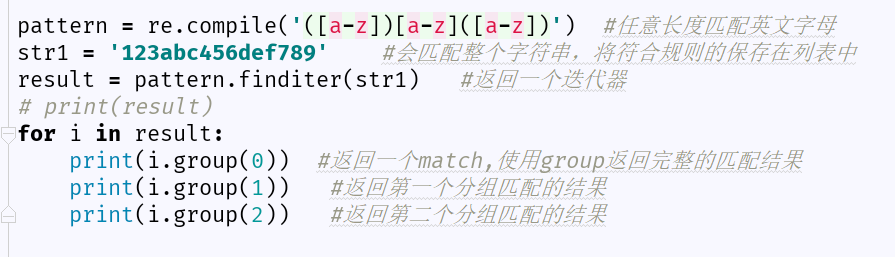 pattern = re.compile('([a-z])[a-z]([a-z])')  #任意长度匹配英文字母
str1 = '123abc456def789'    #会匹配整个字符串，将符合规则的保存在列表中
result = pattern.finditer(str1)   #返回一个迭代器
# print(result)
for i in result:
    print(i.group(0))  #返回一个match,使用group返回完整的匹配结果
    print(i.group(1))   #返回第一个分组匹配的结果
    print(i.group(2))   #返回第二个分组匹配的结果